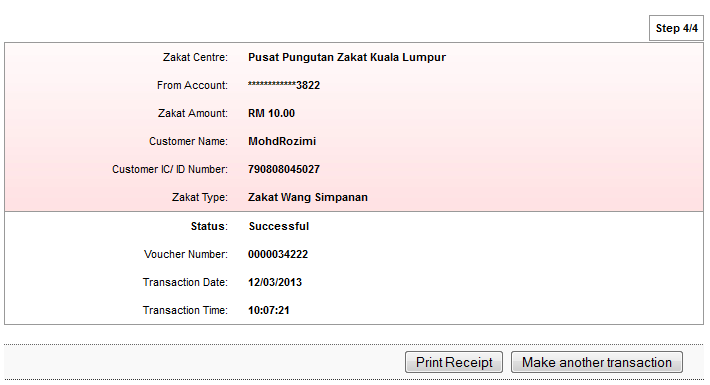 Step 4/4
Zakat Centre: Pusat Pungutan Zakat Kuala Lumpur
From Account: ************3822
Zakat Amount: RM 10.00
Customer Name: MohdRozimi
Customer IC/ ID Number: 790808045027
Zakat Type: Zakat Wang Simpanan
Status: Successful
Voucher Number: 0000034222
Transaction Date: 12/03/2013
Transaction Time: 10:07:21
Print Receipt Make another transaction